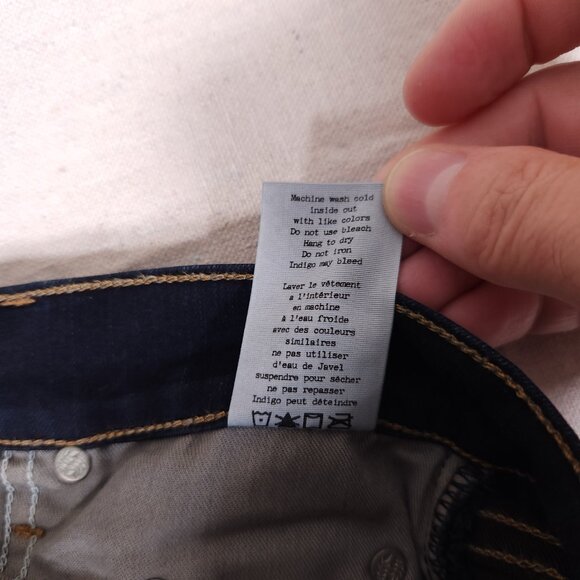 Machine wash cold
inside out
with like colors
Do not use bleach
Hang to dry
Do not iron
Indigo may bleed
Laver le vêtement
a l'intérieur
en machine
A l'eau froide
avec des couleurs
similaires
ne pas utiliser
d'eau de Javel
suspendre pour sécher
ne pas repasser
Indigo peut déteindre